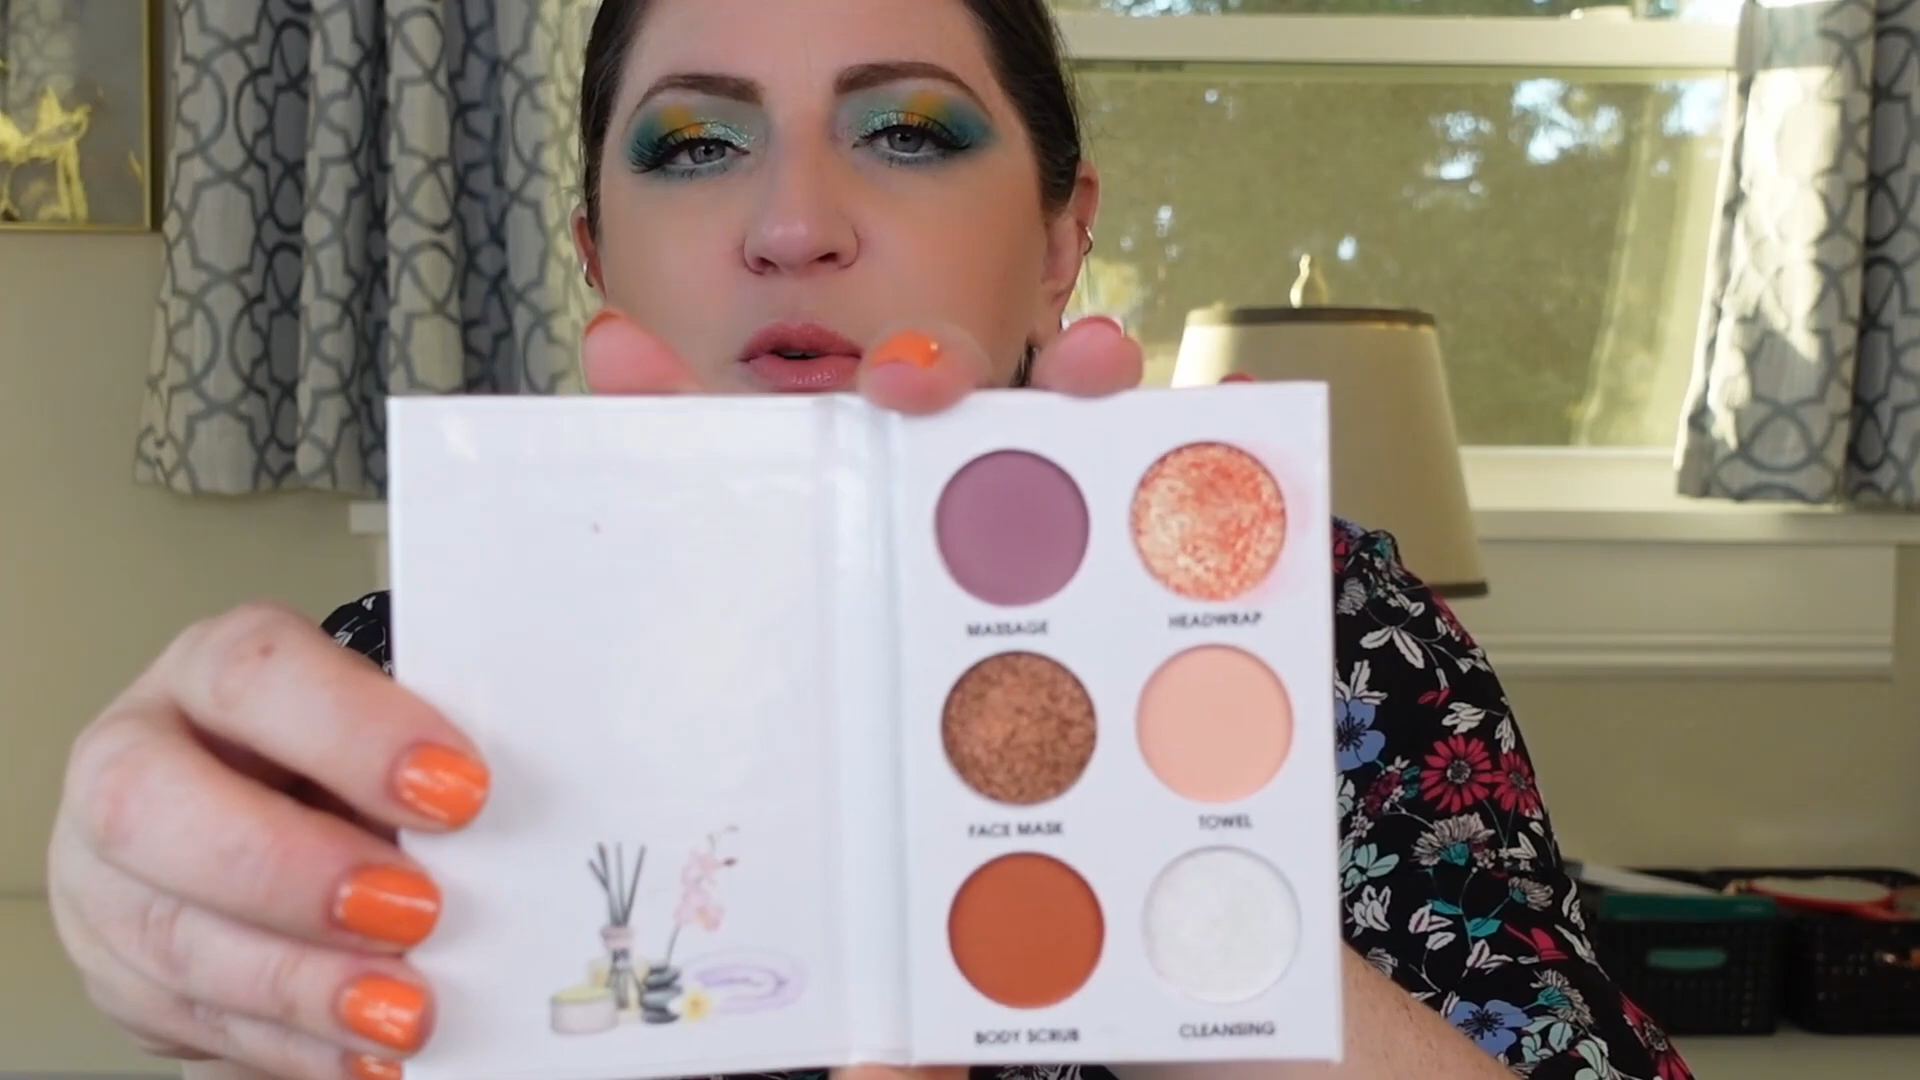 MASSAGE
HEADWRAP
FACE MASK
TOWEL
BODY SCRUB
CLEANSING